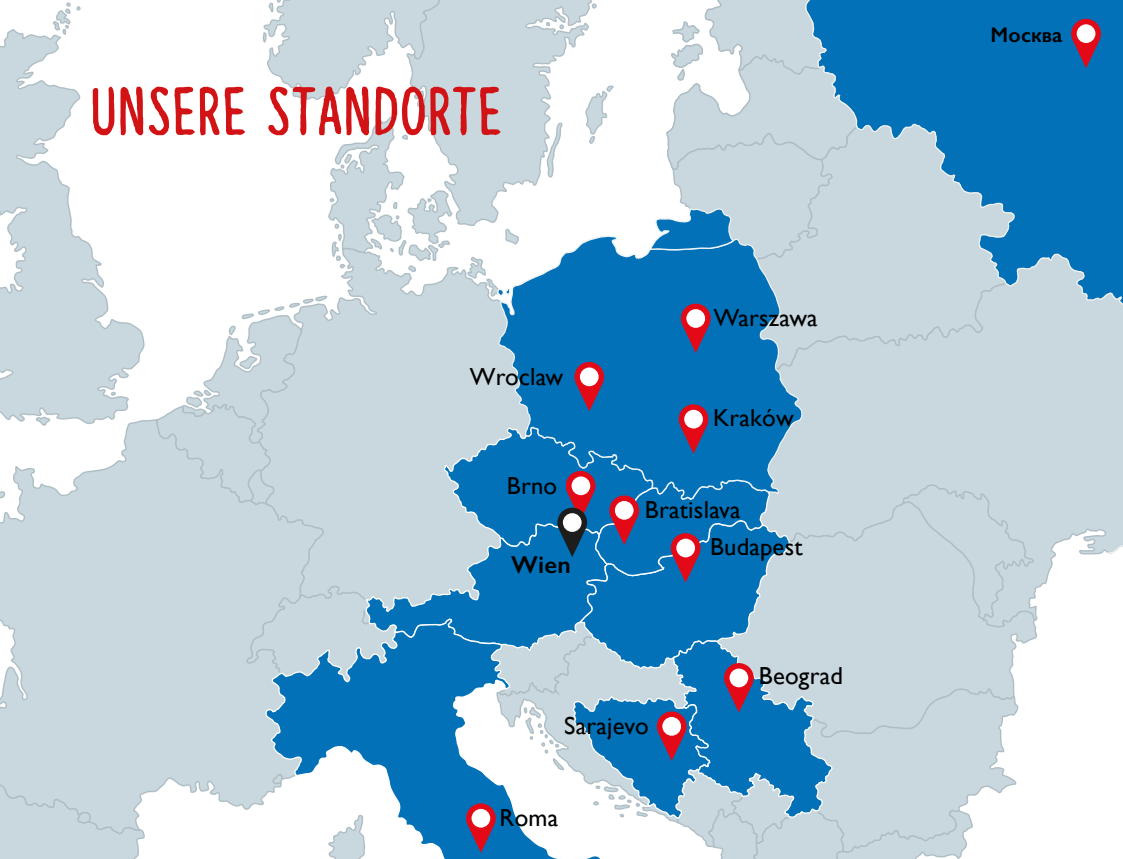 Москва
UNSERE STANDORTE
Warszawa
Wroclaw
Kraków
Brno
Bratislava
Budapest
Wien
Beograd
Sarajevo
Roma